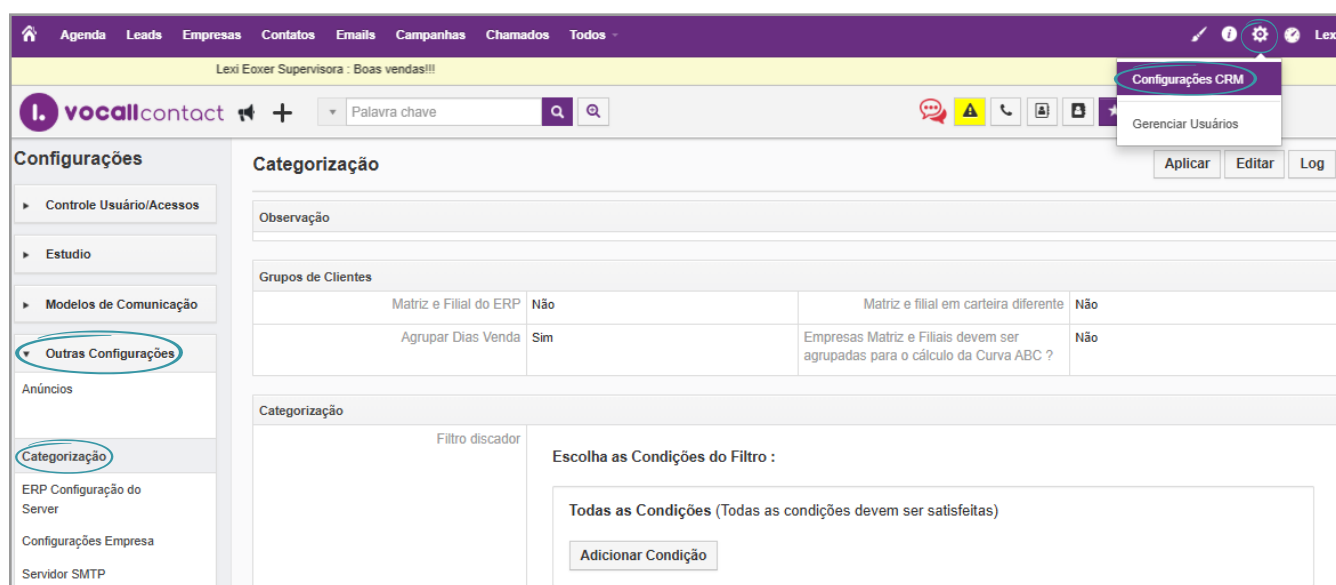 Agenda Leads Empresas Contatos Emails Campanhas Chamados Todos
Lex
Lexi Eoxer Supervisora : Boas vendas!!!
Configurações CRM
Gerenciar Usuários
vocallcontact
Palavra chave
Configurações
Controle Usuário/Acessos
Estudio
Modelos de Comunicação
Outras Configurações
Anúncios
Categorização
ERP Configuração do
Server
Configurações Empresa
Servidor SMTP
Categorização
Aplicar Editar Log
Observação
Grupos de Clientes
Matriz e Filial do ERP Não Matriz e filial em carteira diferente Não
Agrupar Dias Venda Sim Empresas Matriz e Filiais devem ser Não
agrupadas para o cálculo da Curva ABC ?
Categorização
Filtro discador
Escolha as Condições do Filtro :
Todas as Condições (Todas as condições devem ser satisfeitas)
Adicionar Condição